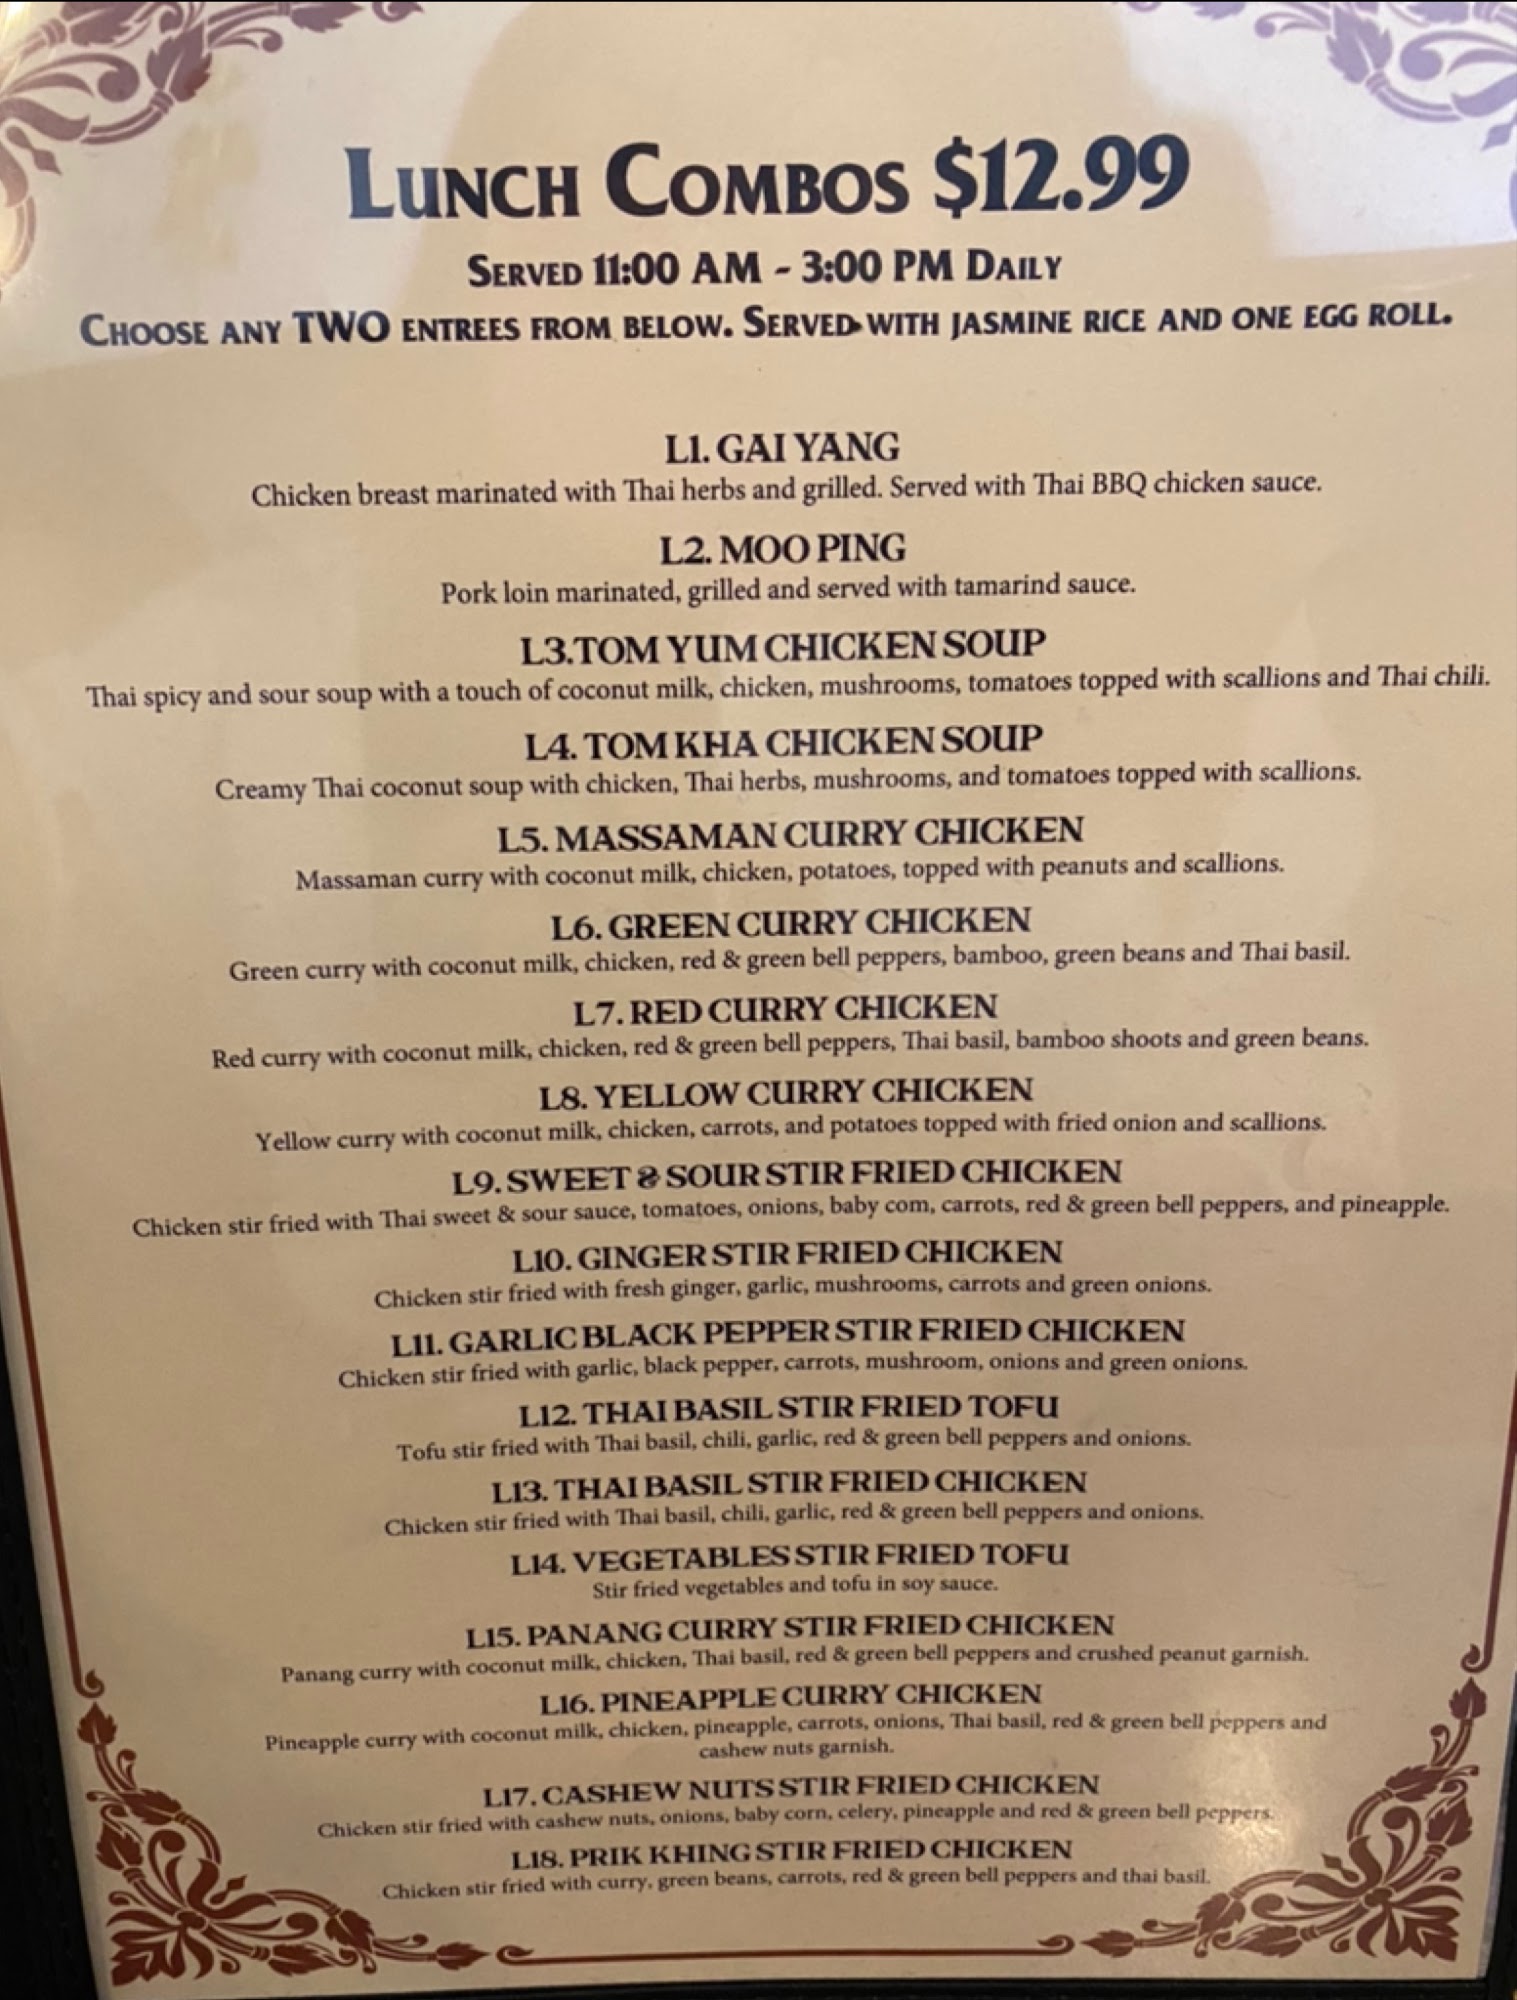 Lunch Combos $12.99
Served 11:00 AM - 3:00 PM Daily
Choose any TWO entrees from below. Served with jasmine rice and one egg roll.
L1. GAI YANG
Chicken breast marinated with Thai herbs and grilled. Served with Thai BBQ chicken sauce.
L2. MOO PING
Pork loin marinated, grilled and served with tamarind sauce.
L3.TOM YUM CHICKEN SOUP
Thai spicy and sour soup with a touch of coconut milk, chicken, mushrooms, tomatoes topped with scallions and Thai chili.
L4. TOM KHA CHICKEN SOUP
Creamy Thai coconut soup with chicken, Thai herbs, mushrooms, and tomatoes topped with scallions.
L5. MASSAMAN CURRY CHICKEN
Massaman curry with coconut milk, chicken, potatoes, topped with peanuts and scallions.
L6. GREEN CURRY CHICKEN
Green curry with coconut milk, chicken, red & green bell peppers, bamboo, green beans and Thai basil.
L7. RED CURRY CHICKEN
Red curry with coconut milk, chicken, red & green bell peppers, Thai basil, bamboo shoots and green beans.
L8. YELLOW CURRY CHICKEN
Yellow curry with coconut milk, chicken, carrots, and potatoes topped with fried onion and scallions.
L9. SWEET & SOUR STIR FRIED CHICKEN
Chicken stir fried with Thai sweet & sour sauce, tomatoes, onions, baby com, carrots, red & green bell peppers, and pineapple.
L10. GINGER STIR FRIED CHICKEN
Chicken stir fried with fresh ginger, garlic, mushrooms, carrots and green onions.
L11. GARLIC BLACK PEPPER STIR FRIED CHICKEN
Chicken stir fried with garlic, black pepper, carrots, mushroom, onions and green onions.
L12. THAI BASIL STIR FRIED TOFU
Tofu stir fried with Thai basil, chili, garlic, red & green bell peppers and onions.
L13. THAI BASIL STIR FRIED CHICKEN
Chicken stir fried with Thai basil, chili, garlic, red & green bell peppers and onions.
L14. VEGETABLES STIR FRIED TOFU
Stir fried vegetables and tofu in soy sauce.
L15. PANANG CURRY STIR FRIED CHICKEN
Panang curry with coconut milk, chicken, Thai basil, red & green bell peppers and crushed peanut garnish.
L16. PINEAPPLE CURRY CHICKEN
Pineapple curry with coconut milk, chicken, pineapple, carrots, onions, Thai basil, red & green bell peppers and
cashew nuts garnish.
L17. CASHEW NUTS STIR FRIED CHICKEN
Chicken stir fried with cashew nuts, onions, baby corn, celery, pineapple and red & green bell peppers.
L18. PRIK KHING STIR FRIED CHICKEN
Chicken stir fried with curry, green beans, carrots, red & green bell peppers and thai basil.